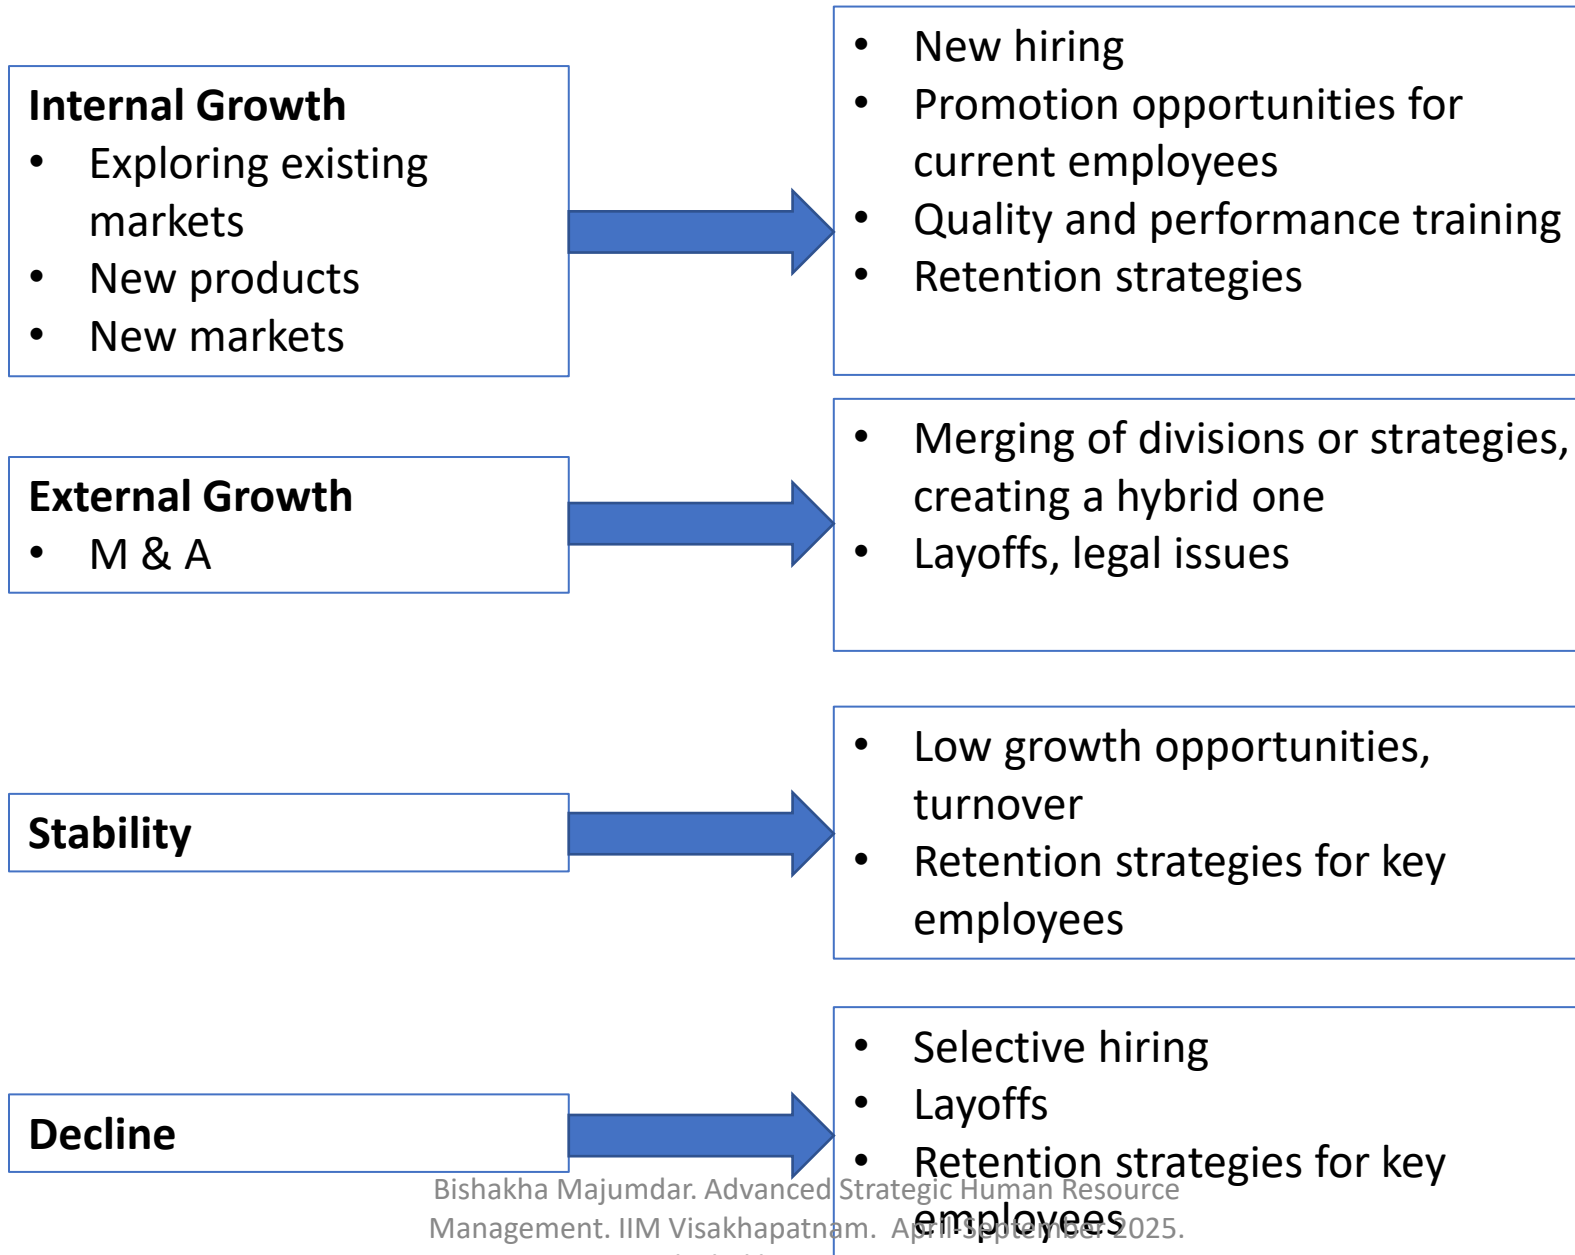 Internal Growth
• Exploring existing
markets
• New products
• New markets
• New hiring
• Promotion opportunities for
current employees
• Quality and performance training
• Retention strategies
External Growth
• M & A
• Merging of divisions or strategies,
creating a hybrid one
• Layoffs, legal issues
Stability
• Low growth opportunities,
turnover
• Retention strategies for key
employees
Decline
• Selective hiring
• Layoffs
• Retention strategies for key
employees
Bishakha Majumdar. Advanced Strategic Human Resource
Management. IIM Visakhapatnam. April-September 2025.